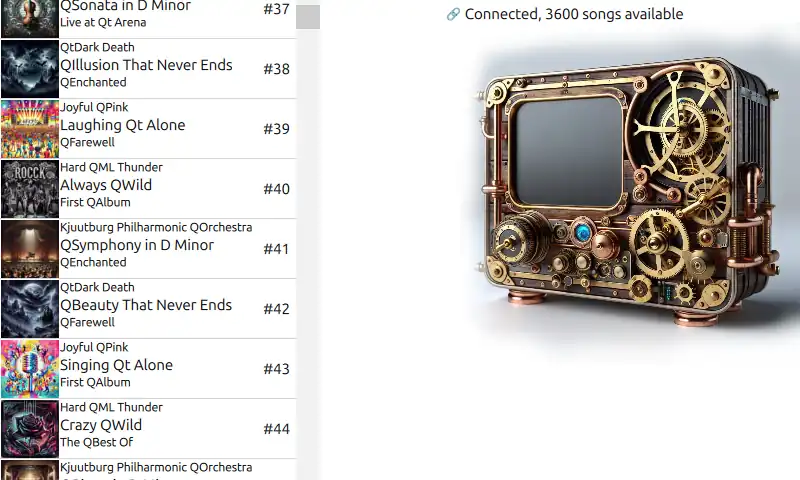 QSonata in D Minor
Live at Qt Arena
#37
QtDark Death
QIllusion That Never Ends
QEnchanted
#38
Joyful QPink
Laughing Qt Alone
QFarewell
#39
Hard QML Thunder
Always QWild
First QAlbum
#40
Kjuutburg Philharmonic QOrchestra
QSymphony in D Minor
QEnchanted
#41
QtDark Death
QBeauty That Never Ends
QFarewell
#42
Joyful QPink
Singing Qt Alone
First QAlbum
#43
Hard QML Thunder
Crazy QWild
The QBest Of
#44
Kjuutburg Philharmonic QOrchestra
Connected, 3600 songs available